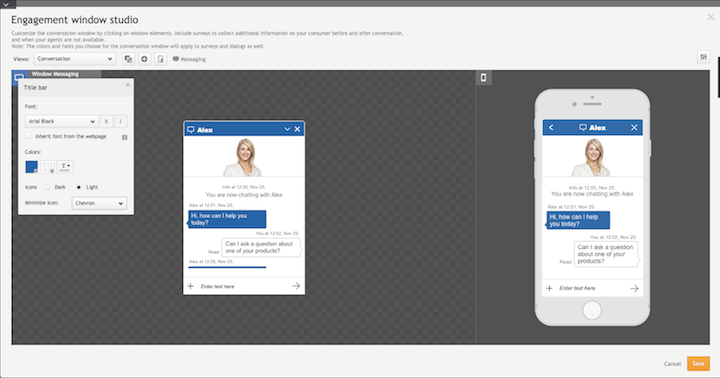 Engagement window studio
Customize the conversation window by clicking on window elements. Include surveys to collect additional information on your consumer before and after conversation,
and when your agents are not available.
Note: The colors and fonts you choose for the conversation window will apply to surveys and dialogs as well.
Views: Conversation Messaging
Window Messaging
Title bar
Font:
Arial Black B I
Inherit font from the webpage
Colors:
T
Icons Dark Light
Minimize icon: Chevron
Alex
Info at 12:00, Nov 25:
You are now chatting with Alex
Alex at 12:01, Nov 25:
Hi, how can I help you
today?
You at 12:02, Nov 25:
Can I ask a question about
one of your products?
Read
Alex at 12:05, Nov 25:
Enter text here
Alex
Info at 12:00, Nov 25:
You are now chatting with Alex
Alex at 12:01, Nov 25:
Hi, how can I help
you today?
You at 12:02, Nov 25:
Can I ask a question
about one of your
products?
Read
Enter text here
Cancel Save